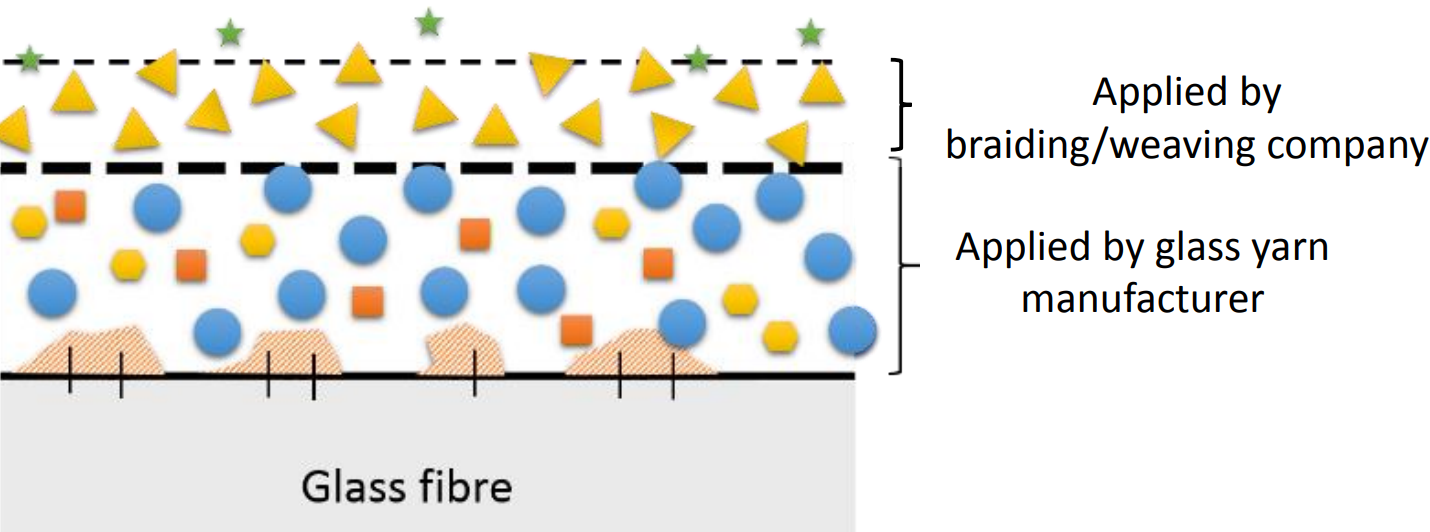 Applied by
braiding/weaving company
Applied by glass yarn
manufacturer
Glass fibre